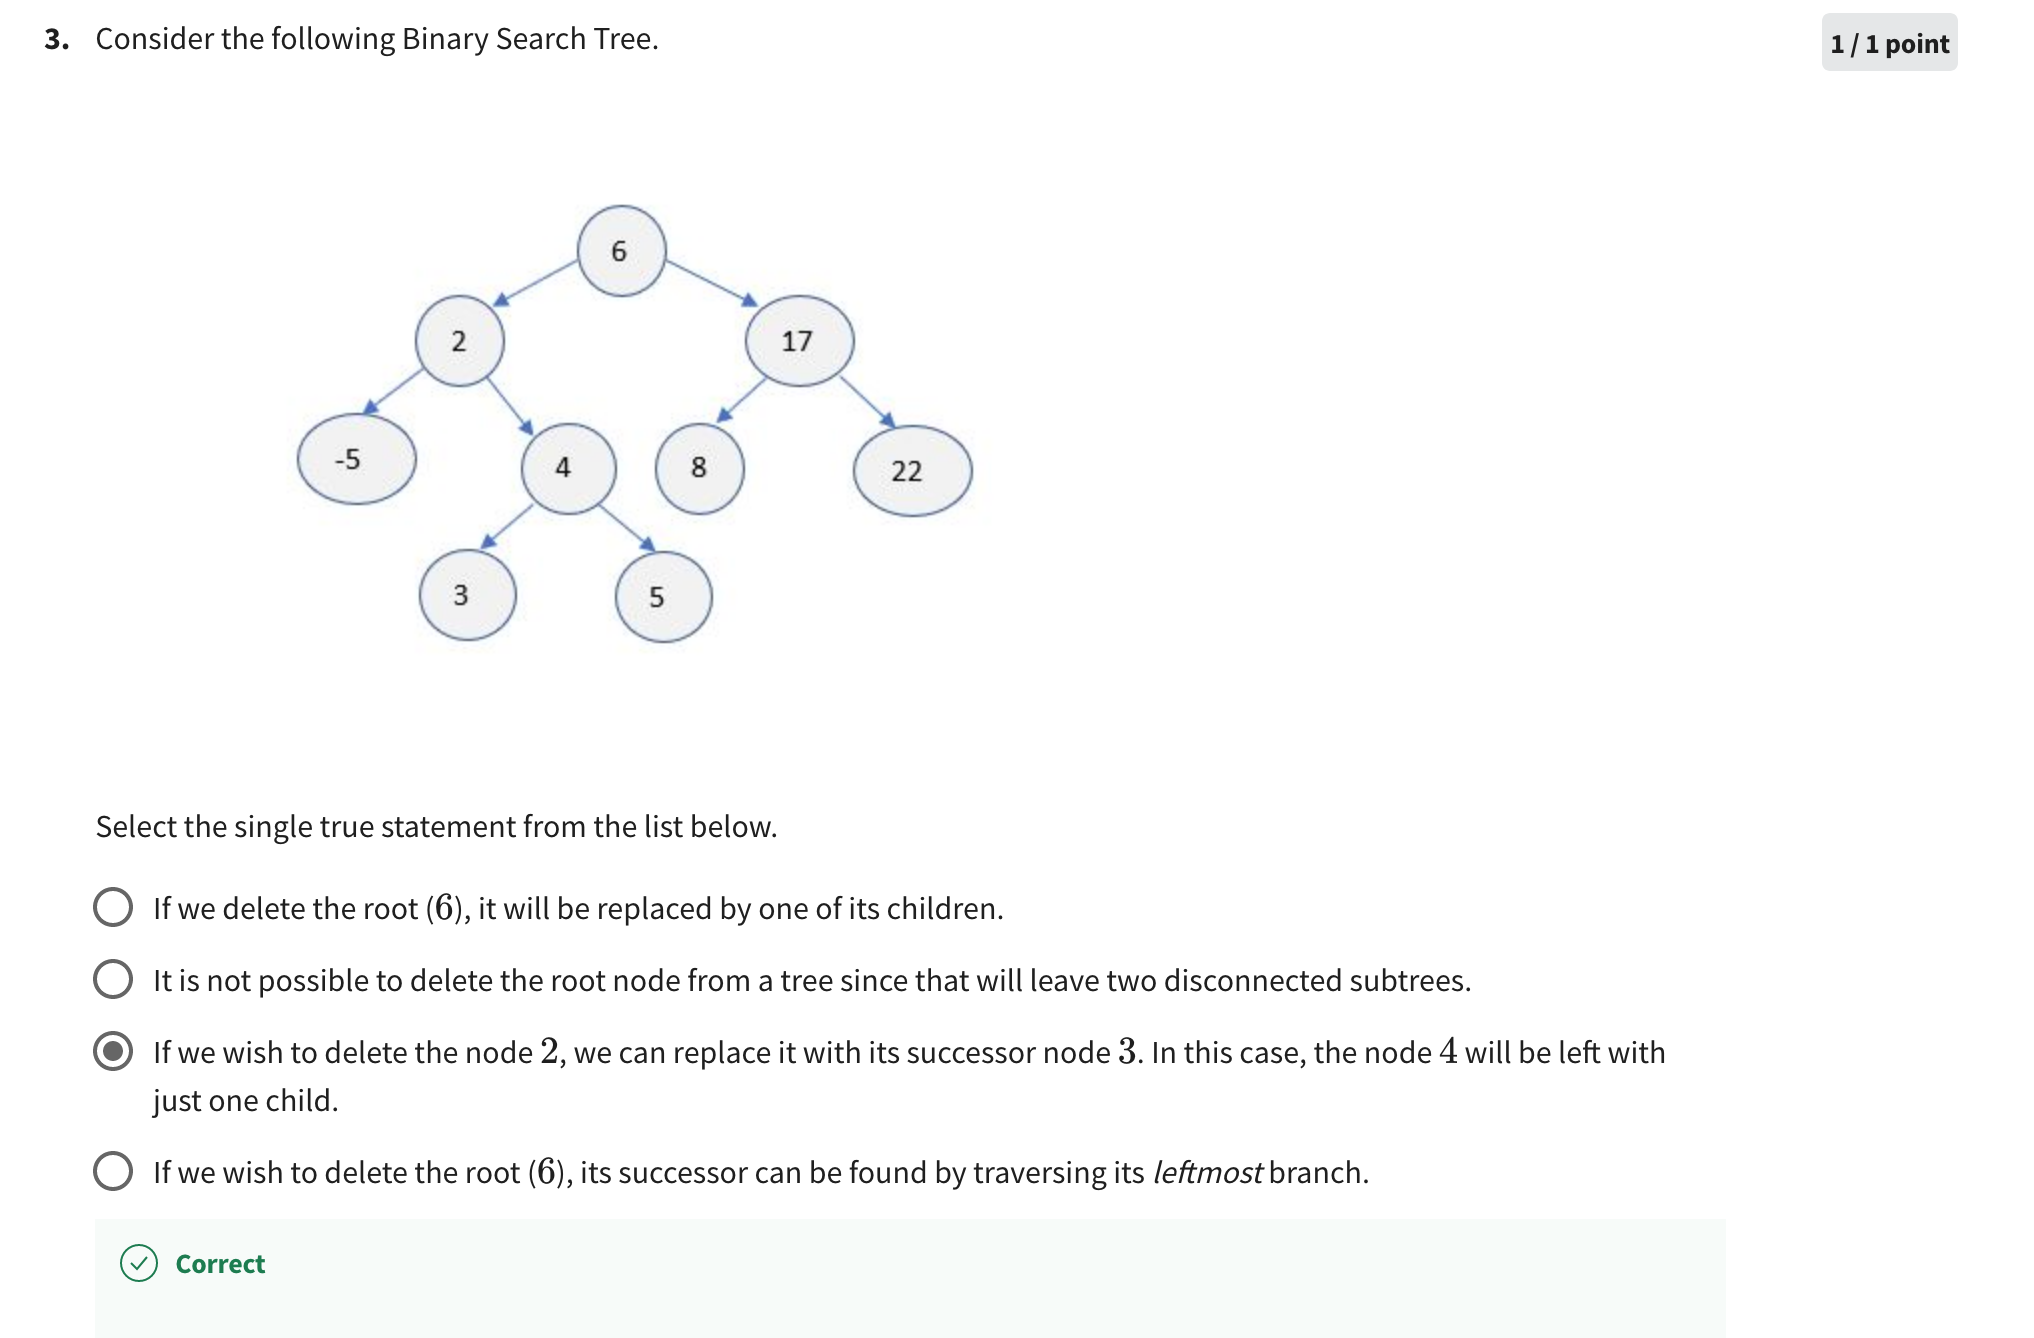 3. Consider the following Binary Search Tree.
1 / 1 point
6
2
17
-5
4
8
22
3
5
Select the single true statement from the list below.
If we delete the root (6), it will be replaced by one of its children.
It is not possible to delete the root node from a tree since that will leave two disconnected subtrees.
If we wish to delete the node 2, we can replace it with its successor node 3. In this case, the node 4 will be left with
just one child.
If we wish to delete the root (6), its successor can be found by traversing its leftmost branch.
Correct